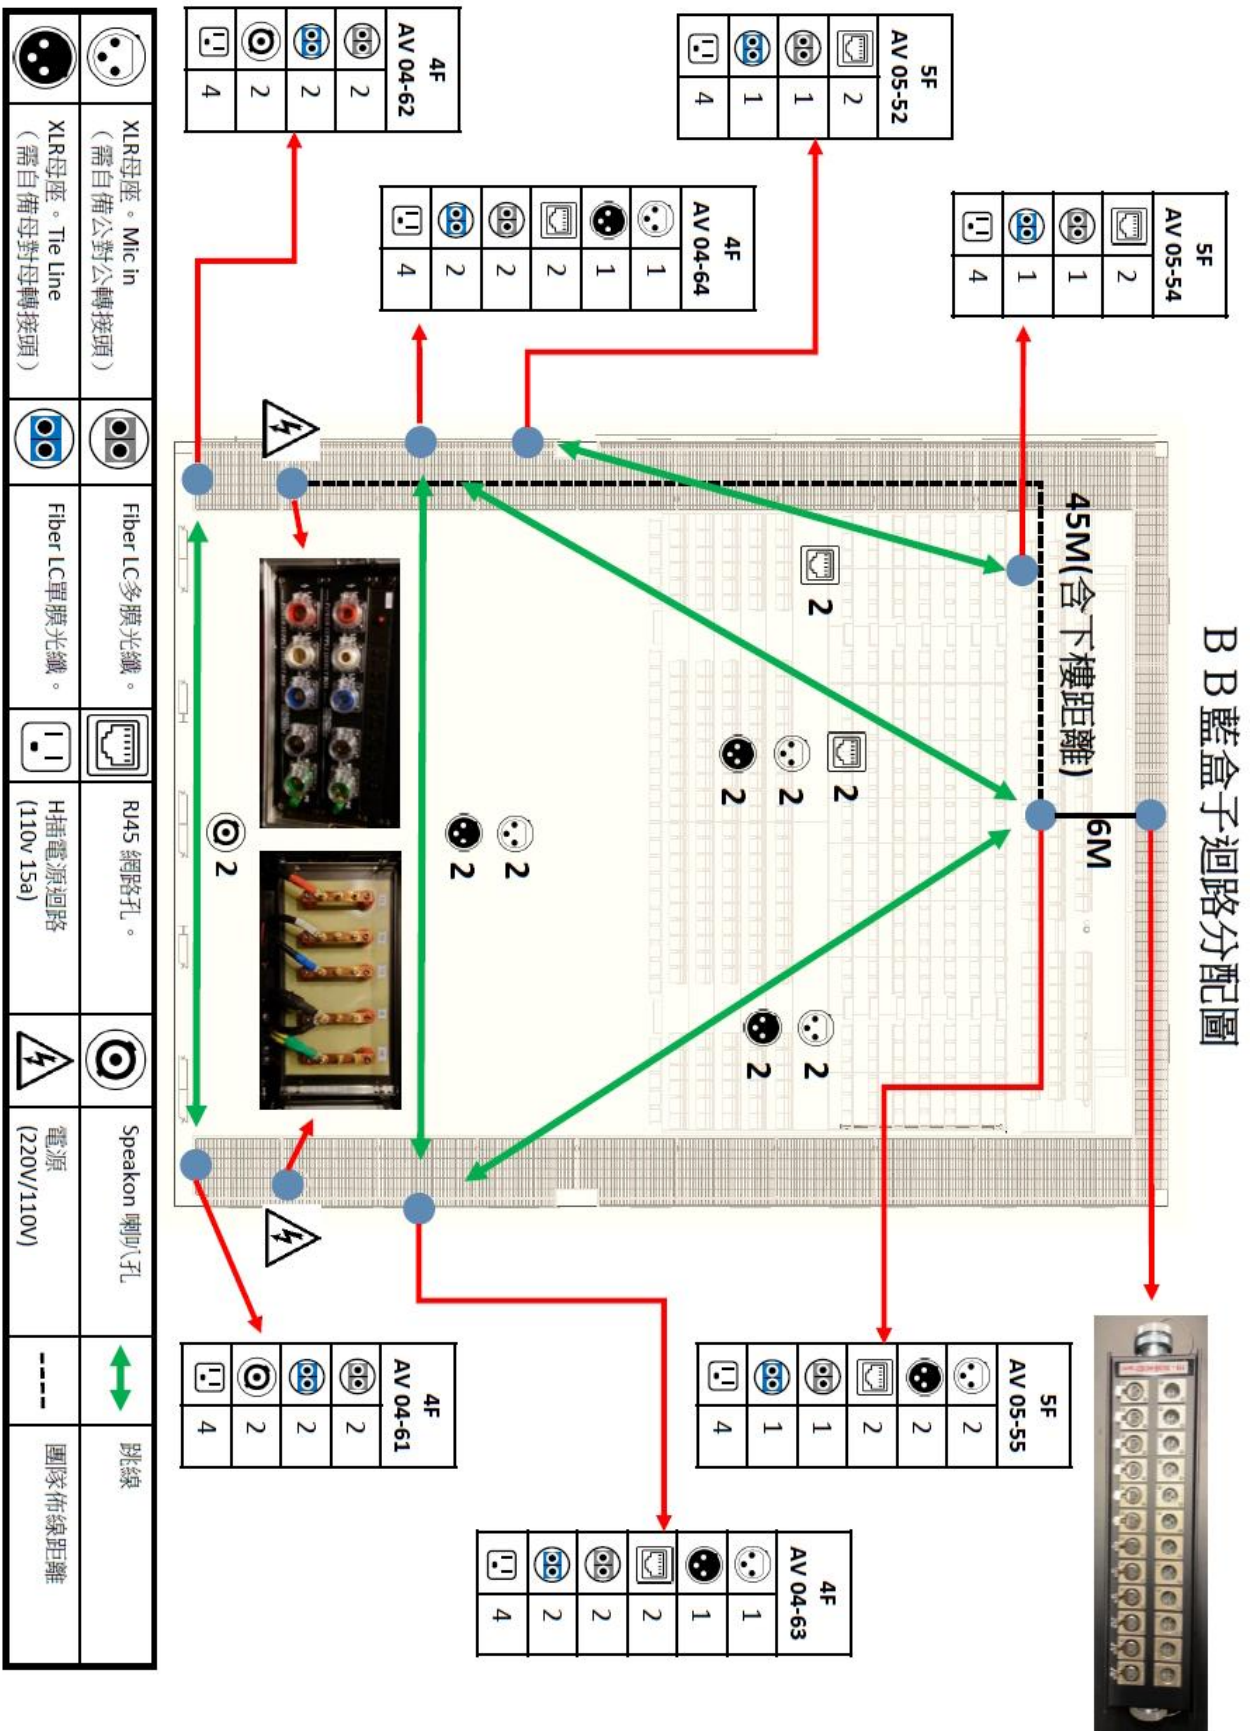 ＢＢ藍盒子迴路分配圖
5F
AV 05-54
2
1
1
4
5F
AV 05-52
2
1
1
4
4F
AV 04-64
1
1
2
2
2
4
4F
AV 04-62
2
2
2
4
45M(含下樓距離)
6M
2
2
2
2
2
2
2
2
2
5F
AV 05-55
2
2
2
1
1
4
4F
AV 04-63
1
1
2
2
2
4
4F
AV 04-61
2
2
2
4
XLR母座。Mic in
（需自備公對公轉接頭）
Fiber LC多膜光纖。
RJ45 網路孔。
Speakon 喇叭孔
跳線
XLR母座。Tie Line
（需自備母對母轉接頭）
Fiber LC單膜光纖。
H插電源迴路
(110v 15a)
電源
(220V/110V)
團隊佈線距離